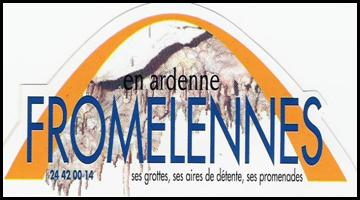 en ardenne
FROMELENNES
24 42 00 14 ses grottes, ses aires de détente, ses promenades